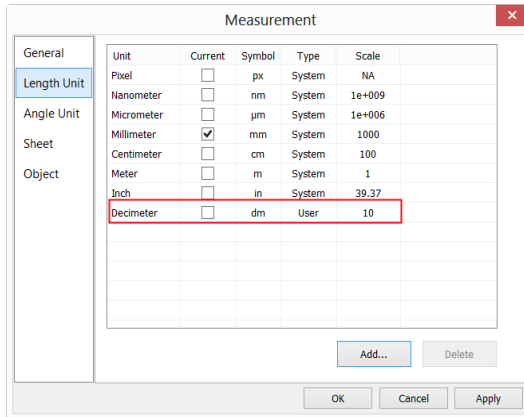 Measurement
General
Length Unit
Angle Unit
Sheet
Object
Unit Current Symbol Type Scale
Pixel px System NA
Nanometer nm System 1e+009
Micrometer µm System 1e+006
Millimeter mm System 1000
Centimeter cm System 100
Meter m System 1
Inch in System 39.37
Decimeter dm User 10
Add... Delete
OK Cancel Apply